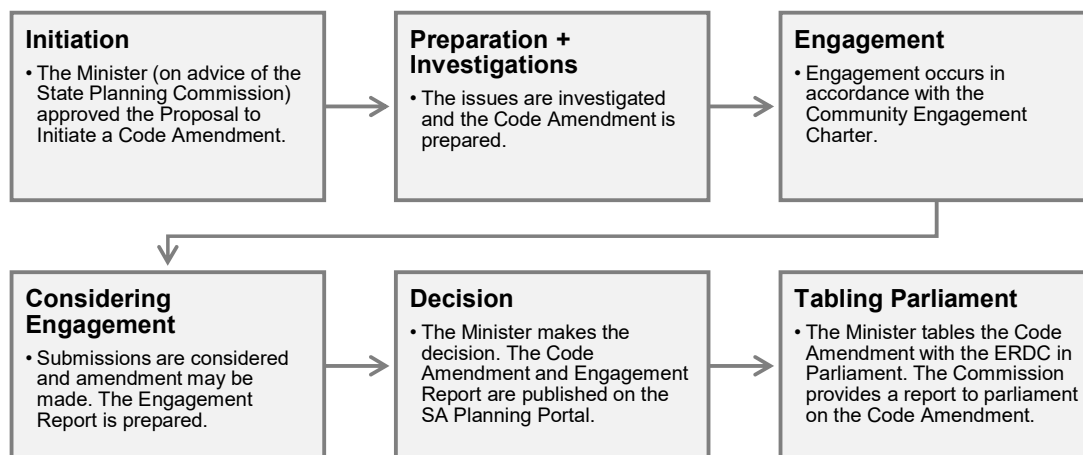 Initiation
• The Minister (on advice of the
State Planning Commission)
approved the Proposal to
Initiate a Code Amendment.
Preparation +
Investigations
• The issues are investigated
and the Code Amendment is
prepared.
Engagement
• Engagement occurs in
accordance with the
Community Engagement
Charter.
Considering
Engagement
• Submissions are considered
and amendment may be
made. The Engagement
Report is prepared.
Decision
• The Minister makes the
decision. The Code
Amendment and Engagement
Report are published on the
SA Planning Portal.
Tabling Parliament
• The Minister tables the Code
Amendment with the ERDC in
Parliament. The Commission
provides a report to parliament
on the Code Amendment.